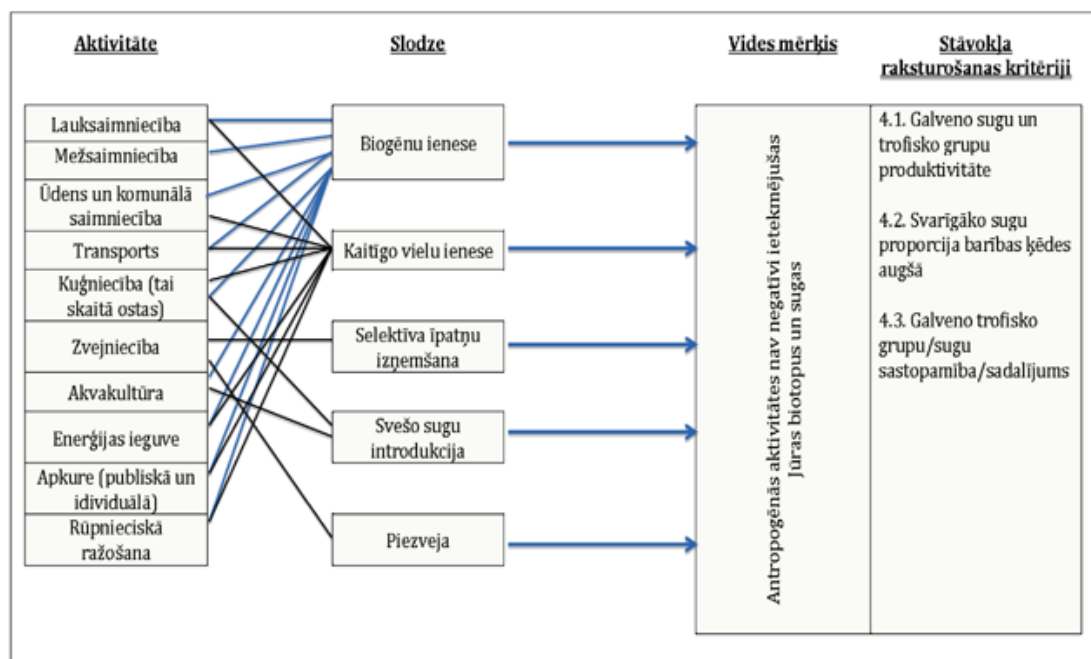 Aktivitāte
Slodze
Vides mērķis
Stāvokļa
raksturošanas kritēriji
Lauksaimniecība
Mežsaimniecība
Ūdens un komunālā
saimniecība
Transports
Kuģniecība (tai
skaitā ostas)
Zvejniecība
Akvakultūra
Enerģijas ieguve
Apkure (publiskā un
idividuālā)
Rūpnieciskā
ražošana
Biogēnu ienese
Kaitīgo vielu ienese
Selektīva īpatņu
izņemšana
Svešo sugu
introdukcija
Piezveja
Antropogēnās aktivitātes nav negatīvi ietekmējušas
Jūras biotopus un sugas
4.1. Galveno sugu un
trofisko grupu
produktivitāte
4.2. Svarīgāko sugu
proporcija barības ķēdes
augšā
4.3. Galveno trofisko
grupu/sugu
sastopamība/sadalījums